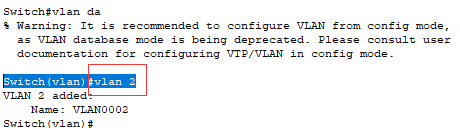 Switch#vlan da
% Warning: It is recommended to configure VLAN from config mode,
as VLAN database mode is being deprecated. Please consult user
documentation for configuring VTP/VLAN in config mode.
Switch(vlan)#vlan 2
VLAN 2 added:
Name: VLAN0002
Switch(vlan)#